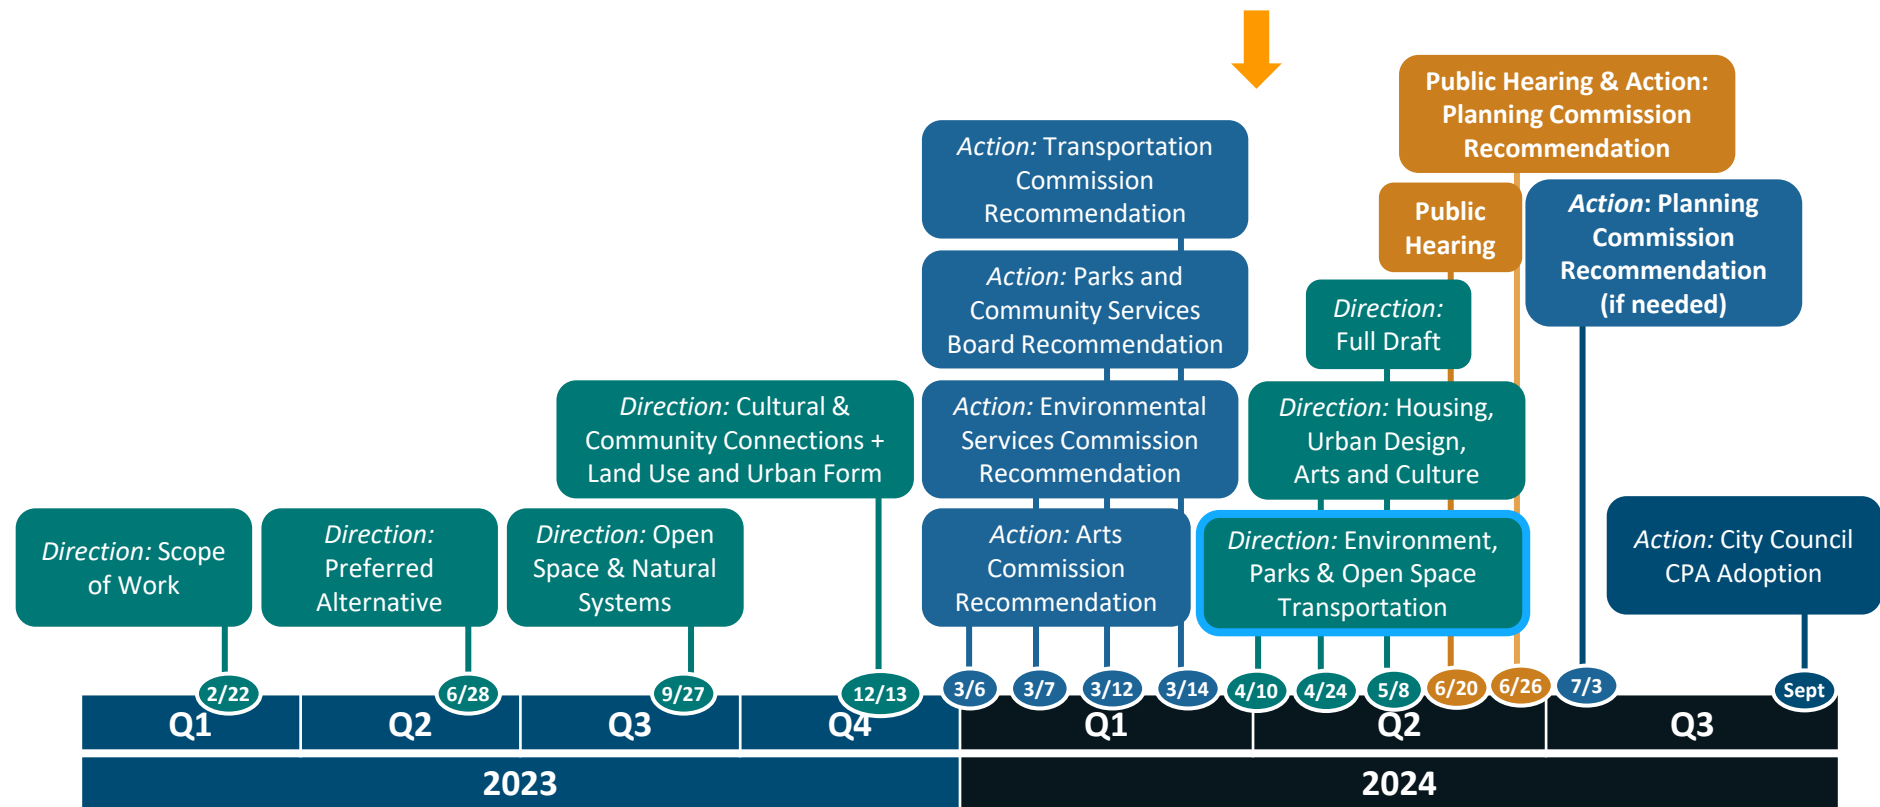 Public Hearing & Action:
Planning Commission
Recommendation
Action: Transportation
Commission
Recommendation
Public
Hearing
Action: Planning
Commission
Recommendation
(if needed)
Action: Parks and
Community Services
Board Recommendation
Direction:
Full Draft
Direction: Cultural &
Community Connections +
Land Use and Urban Form
Action: Environmental
Services Commission
Recommendation
Direction: Housing,
Urban Design,
Arts and Culture
Direction: Scope
of Work
Direction:
Preferred
Alternative
Direction: Open
Space & Natural
Systems
Action: Arts
Commission
Recommendation
Direction: Environment,
Parks & Open Space
Transportation
Action: City Council
CPA Adoption
2/22
6/28
9/27
12/13
3/6
3/7
3/12
3/14
4/10
4/24
5/8
6/20
6/26
7/3
Sept
Q1
Q2
Q3
Q4
Q1
Q2
Q3
2023
2024